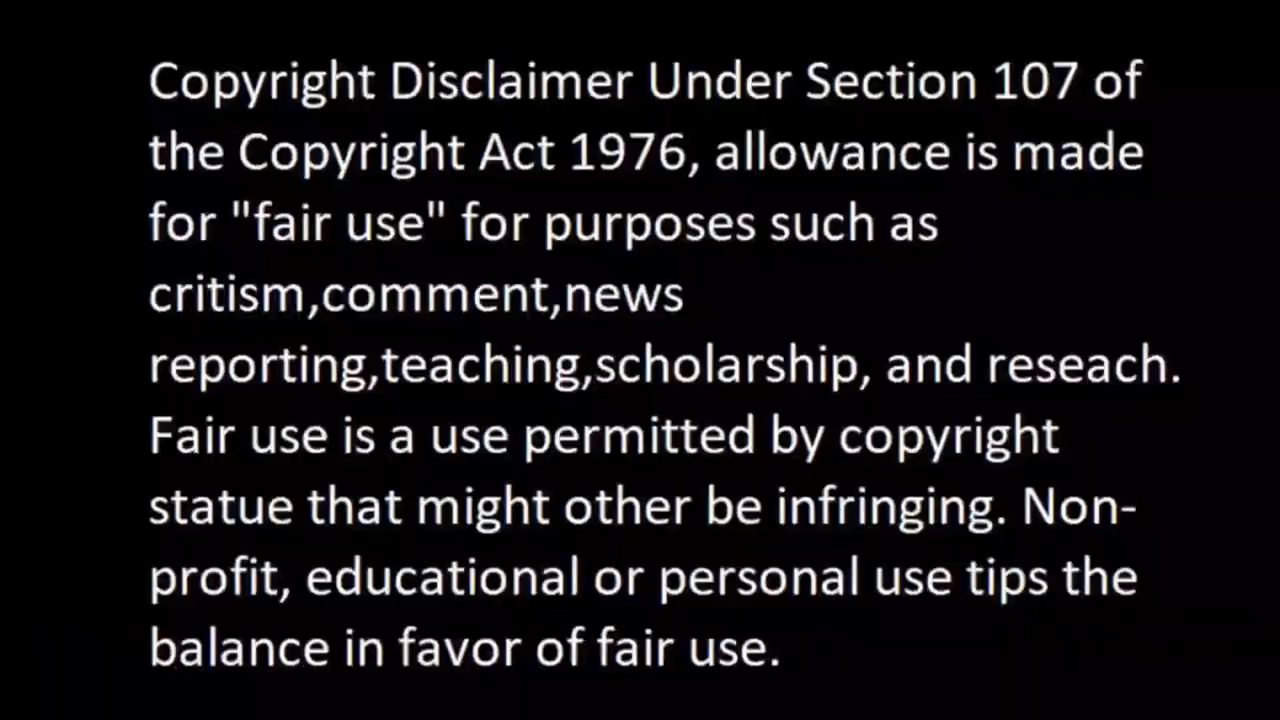 Copyright Disclaimer Under Section 107 of
the Copyright Act 1976, allowance is made
for "fair use" for purposes such as
critism,comment,news
reporting,teaching,scholarship, and reseach.
Fair use is a use permitted by copyright
statue that might other be infringing. Non-
profit, educational or personal use tips the
balance in favor of fair use.